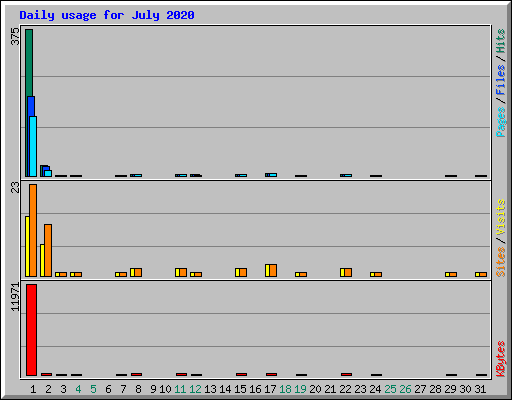 Daily usage for July 2020
375
Pages / Files / Hits
23
Sites / Visits
11971
KBytes
1 2 3 4 5 6 7 8 9 10 11 12 13 14 15 16 17 18 19 20 21 22 23 24 25 26 27 28 29 30 31